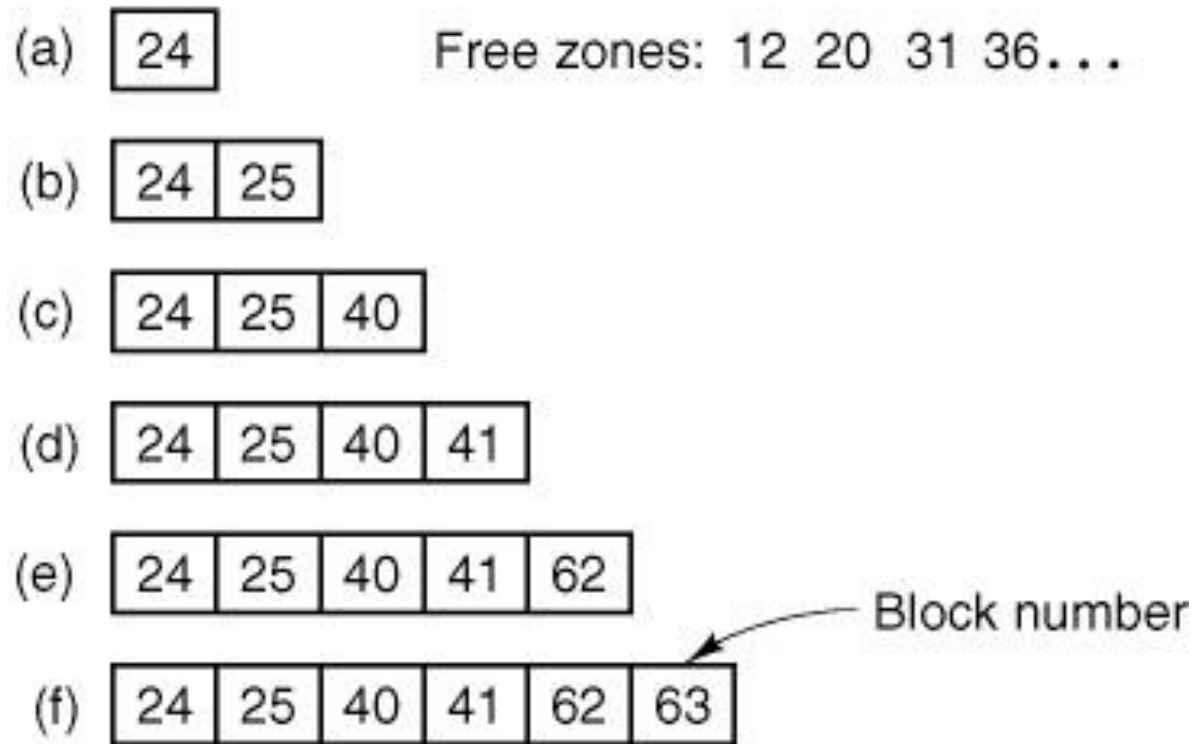 (a) 24 Free zones: 12 20 31 36...
(b) 24 25
(c) 24 25 40
(d) 24 25 40 41
(e) 24 25 40 41 62
Block number
(f) 24 25 40 41 62 63